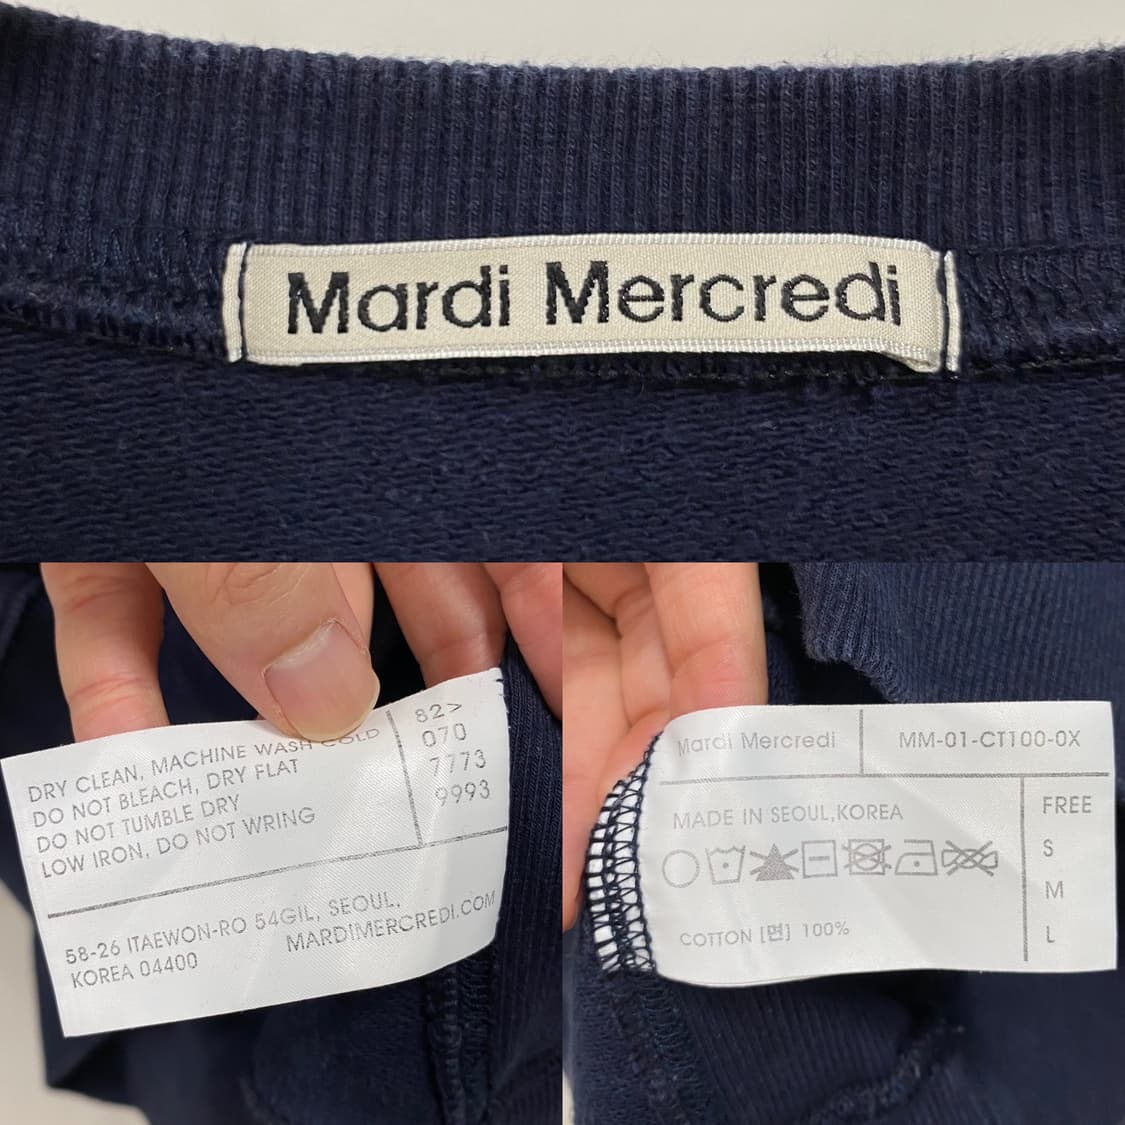 Mardi Mercredi
DRY CLEAN, MACHINE WASH COLD
DO NOT BLEACH, DRY FLAT
DO NOT TUMBLE DRY
LOW IRON, DO NOT WRING
82>
070
7773
9993
58-26 ITAEWON-RO 54GIL, SEOUL,
KOREA 04400
MARDIMERCREDI.COM
Mardi Mercredi
MM-01-CT100-0X
MADE IN SEOUL,KOREA
COTTON [면] 100%
FREE
S
M
L